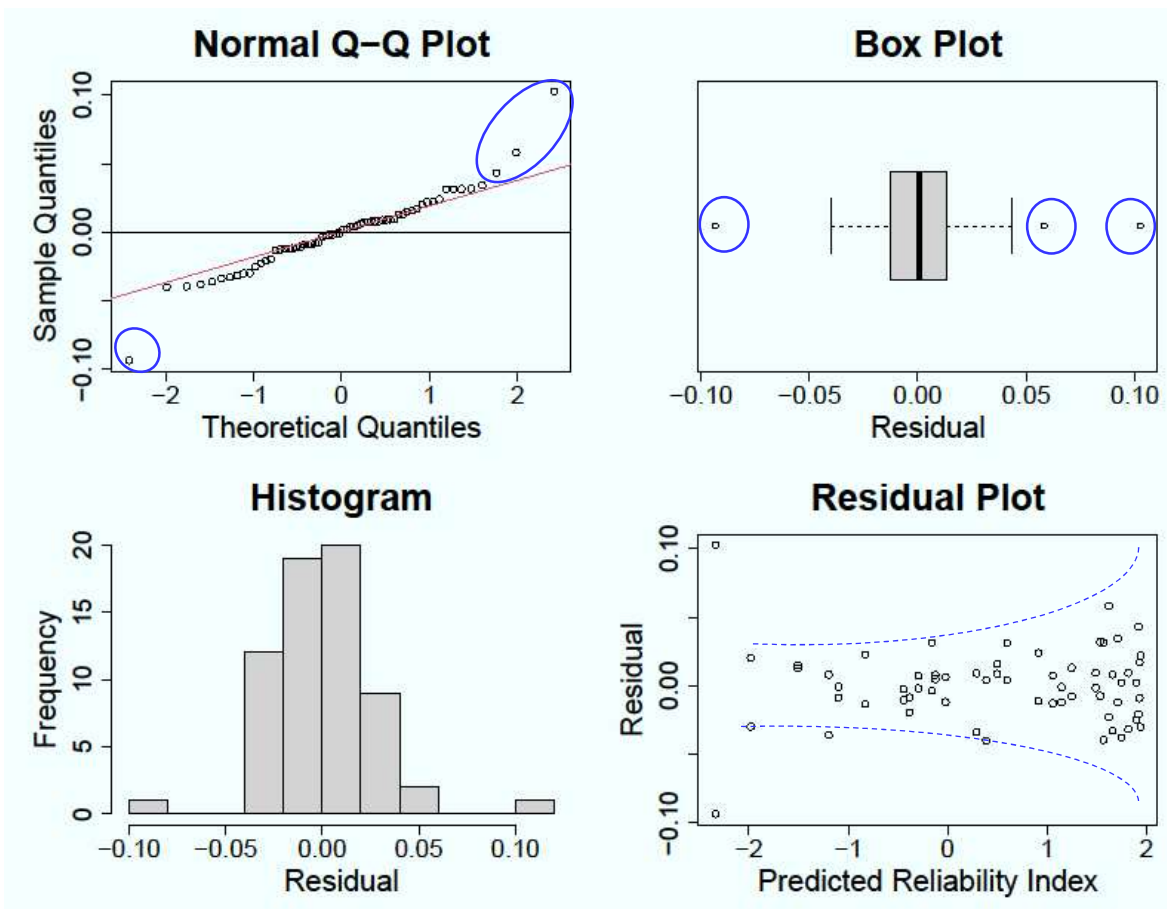 Normal Q−Q Plot
Sample Quantiles
0.10
0.00
−0.10
−2
−1
0
1
2
Theoretical Quantiles
Box Plot
−0.10
−0.05
0.00
0.05
0.10
Residual
Histogram
Frequency
20
15
10
5
0
−0.10
−0.05
0.00
0.05
0.10
Residual
Residual Plot
Residual
0.10
0.00
−0.10
−2
−1
0
1
2
Predicted Reliability Index